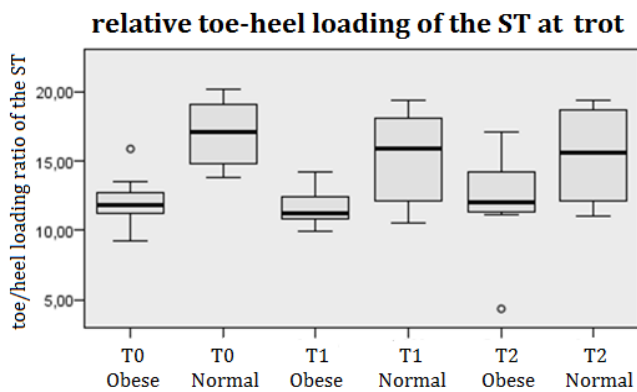 relative toe-heel loading of the ST at trot
toe/heel loading ratio of the ST
20,00
15,00
10,00
5,00
T0 T0 T1 T1 T2 T2
Obese Normal Obese Normal Obese Normal